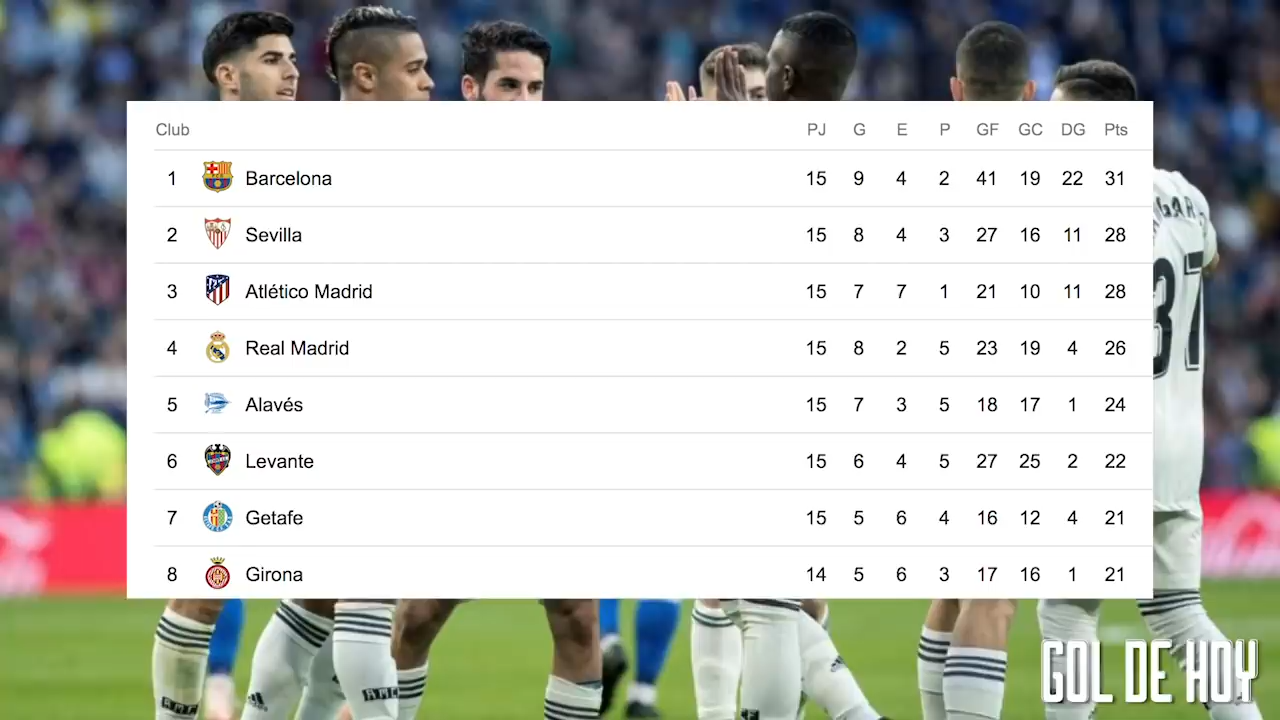 Club PJ G E P GF GC DG Pts
1 Barcelona 15 9 4 2 41 19 22 31
2 Sevilla 15 8 4 3 27 16 11 28
3 Atlético Madrid 15 7 7 1 21 10 11 28
4 Real Madrid 15 8 2 5 23 19 4 26
5 Alavés 15 7 3 5 18 17 1 24
6 Levante 15 6 4 5 27 25 2 22
7 Getafe 15 5 6 4 16 12 4 21
8 Girona 14 5 6 3 17 16 1 21
37
GOL DE HOY